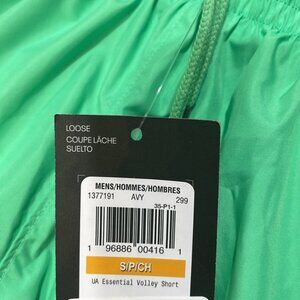 LOOSE
COUPE LÂCHE
SUELTO
MENS/HOMMES/HOMBRES
1377191 AVY 299
35-P1-1
1 96886 00416 1
S/P/CH
UA Essential Volley Short